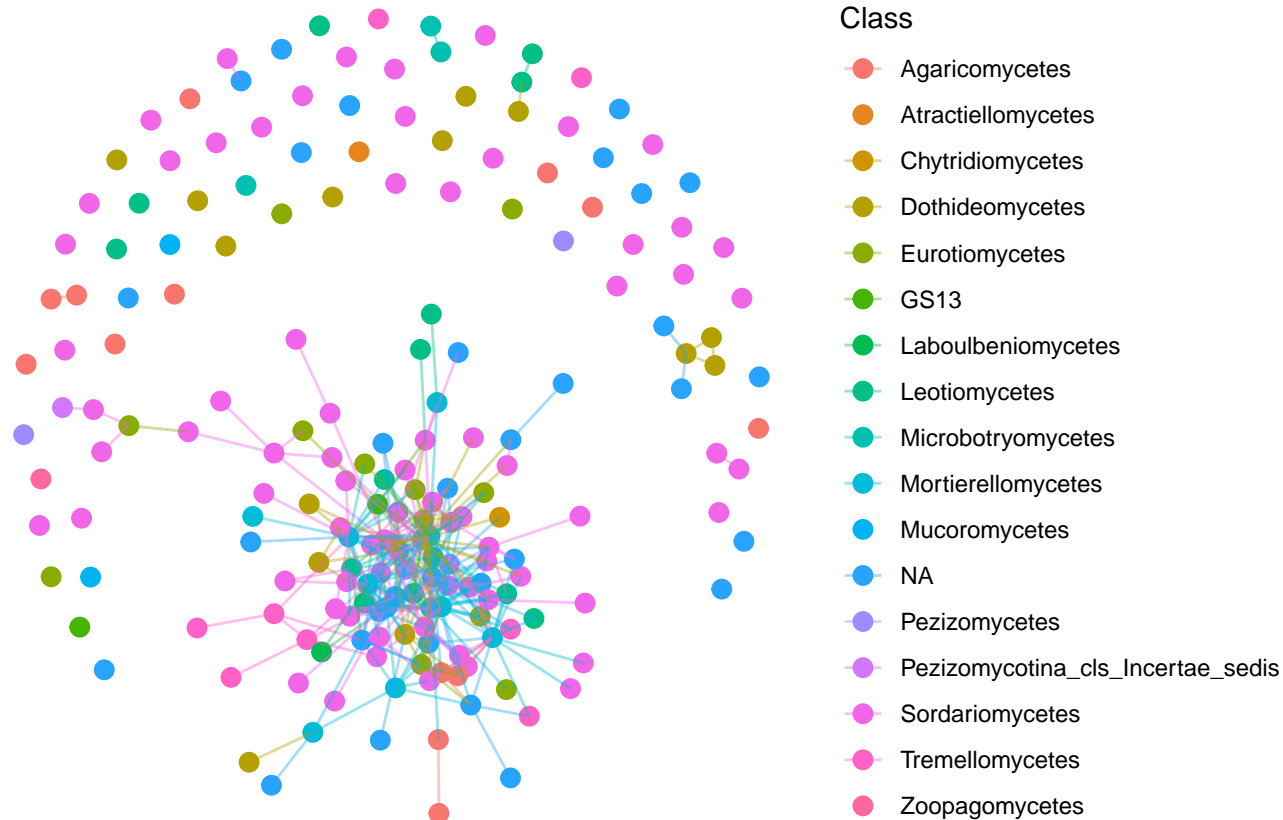 Class
Agaricomycetes
Atractiellomycetes
Chytridiomycetes
Dothideomycetes
Eurotiomycetes
GS13
Laboulbeniomycetes
Leotiomycetes
Microbotryomycetes
Mortierellomycetes
Mucoromycetes
NA
Pezizomycetes
Pezizomycotina_cls_Incertae_sedis
Sordariomycetes
Tremellomycetes
Zoopagomycetes